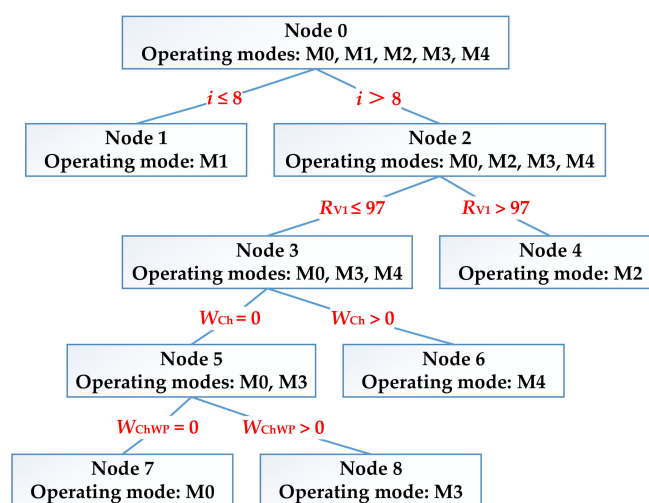 Node 0
Operating modes: M0, M1, M2, M3, M4
i ≤ 8
i > 8
Node 1
Operating mode: M1
Node 2
Operating modes: M0, M2, M3, M4
RV1 ≤ 97
RV1 > 97
Node 3
Operating modes: M0, M3, M4
Node 4
Operating mode: M2
WCh = 0
WCh > 0
Node 5
Operating modes: M0, M3
Node 6
Operating mode: M4
WChWP = 0
WChWP > 0
Node 7
Operating mode: M0
Node 8
Operating mode: M3